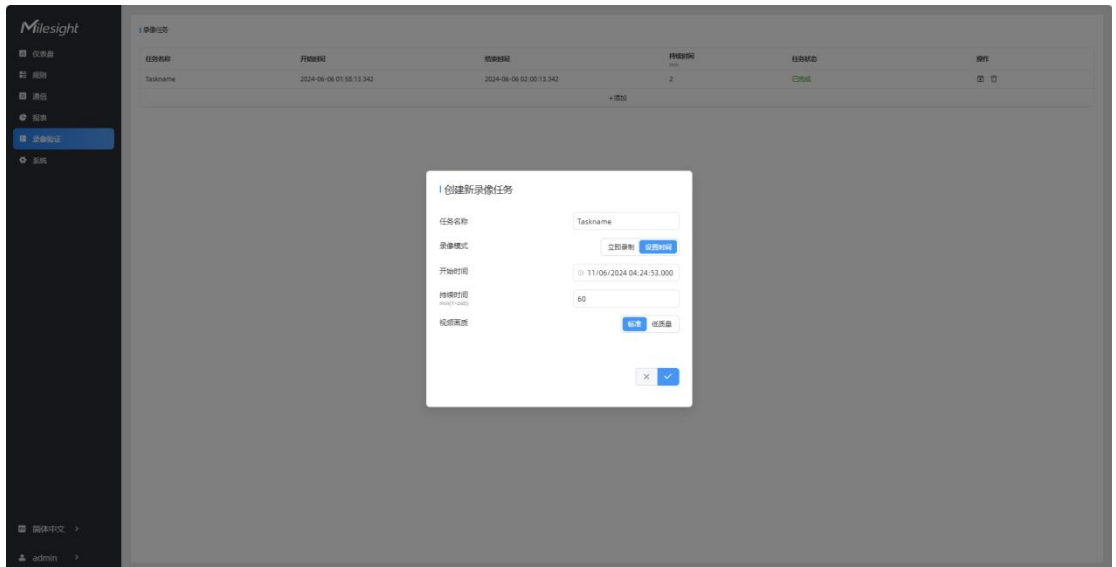 Milesight
仪表盘
规则
通信
报表
录像验证
系统
简体中文
admin
录像任务
任务名称 开始时间 结束时间 持续时间 任务状态 操作
min
Taskname 2024-06-06 01:58:13.342 2024-06-06 02:00:13.342 2 已完成
+添加
创建新录像任务
任务名称 Taskname
录像模式 立即录制 设置时间
开始时间 11/06/2024 04:24:53.000
持续时间 60
视频画质 标准 低质量